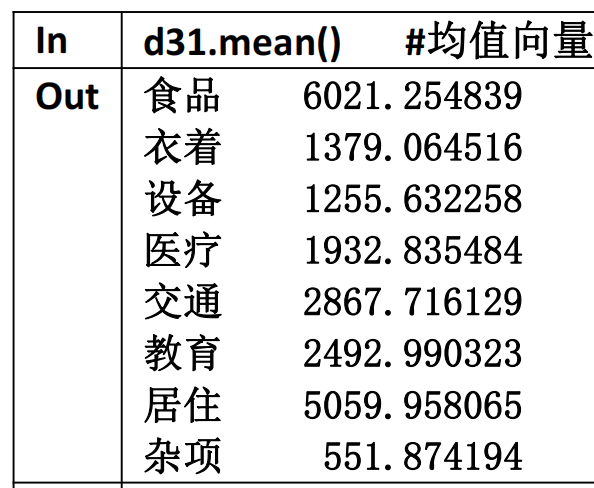 In d31.mean() #均值向量
Out 食品 6021.254839
衣着 1379.064516
设备 1255.632258
医疗 1932.835484
交通 2867.716129
教育 2492.990323
居住 5059.958065
杂项 551.874194